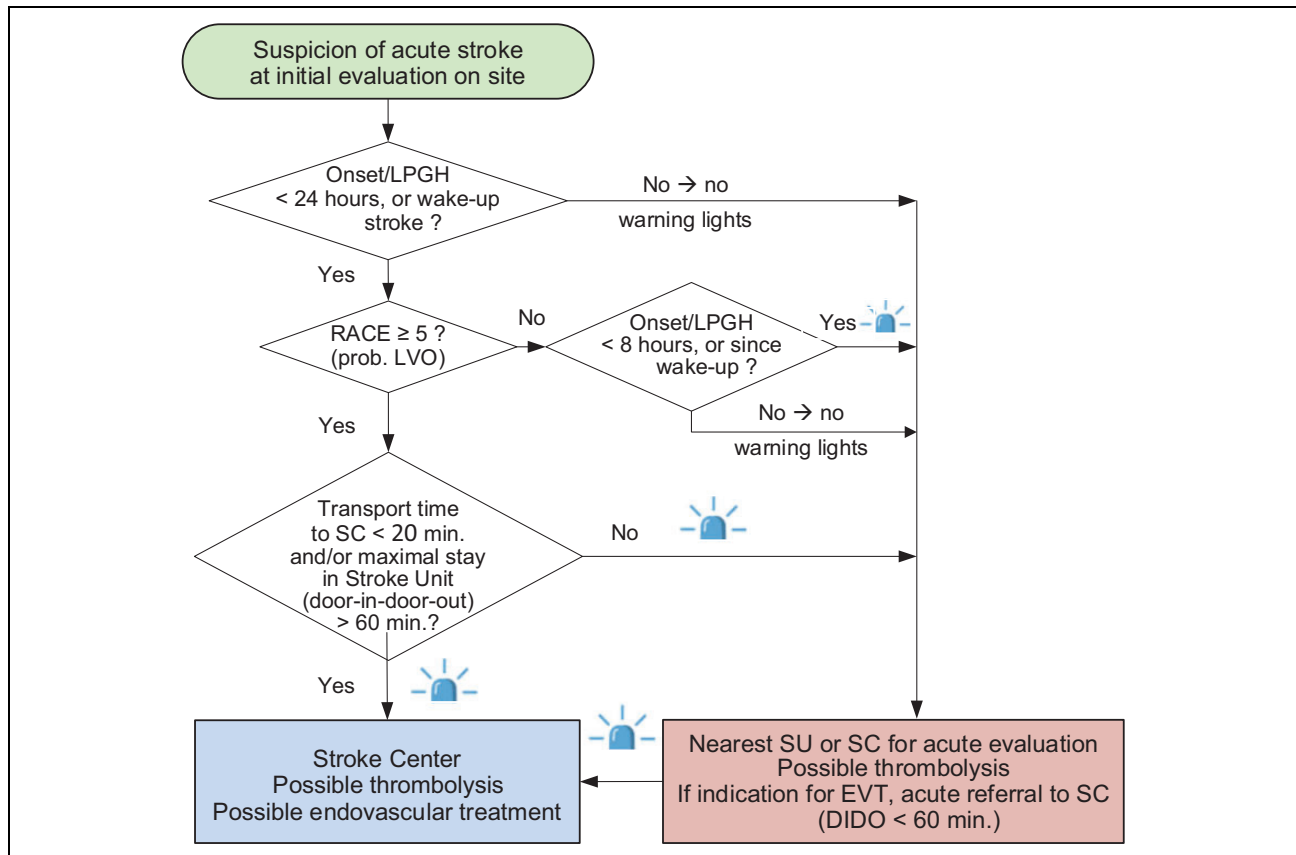 Suspicion of acute stroke
at initial evaluation on site
Onset/LPGH
< 24 hours, or wake-up
stroke ?
No → no
warning lights
Yes
RACE ≥ 5 ?
(prob. LVO)
No
Onset/LPGH
< 8 hours, or since
wake-up ?
Yes
No → no
warning lights
Yes
Transport time
to SC < 20 min.
and/or maximal stay
in Stroke Unit
(door-in-door-out)
> 60 min.?
No
Yes
Stroke Center
Possible thrombolysis
Possible endovascular treatment
Nearest SU or SC for acute evaluation
Possible thrombolysis
If indication for EVT, acute referral to SC
(DIDO < 60 min.)